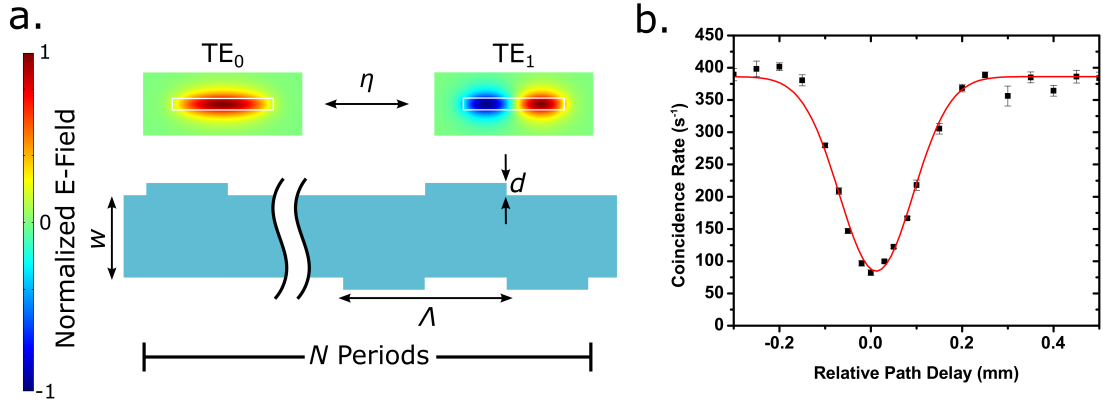 a.
Normalized E-Field
1
0
-1
TE0
η
TE1
d
w
Λ
N Periods
b.
Coincidence Rate (s-1)
450
400
350
300
250
200
150
100
50
0
-0.2 0.0 0.2 0.4
Relative Path Delay (mm)